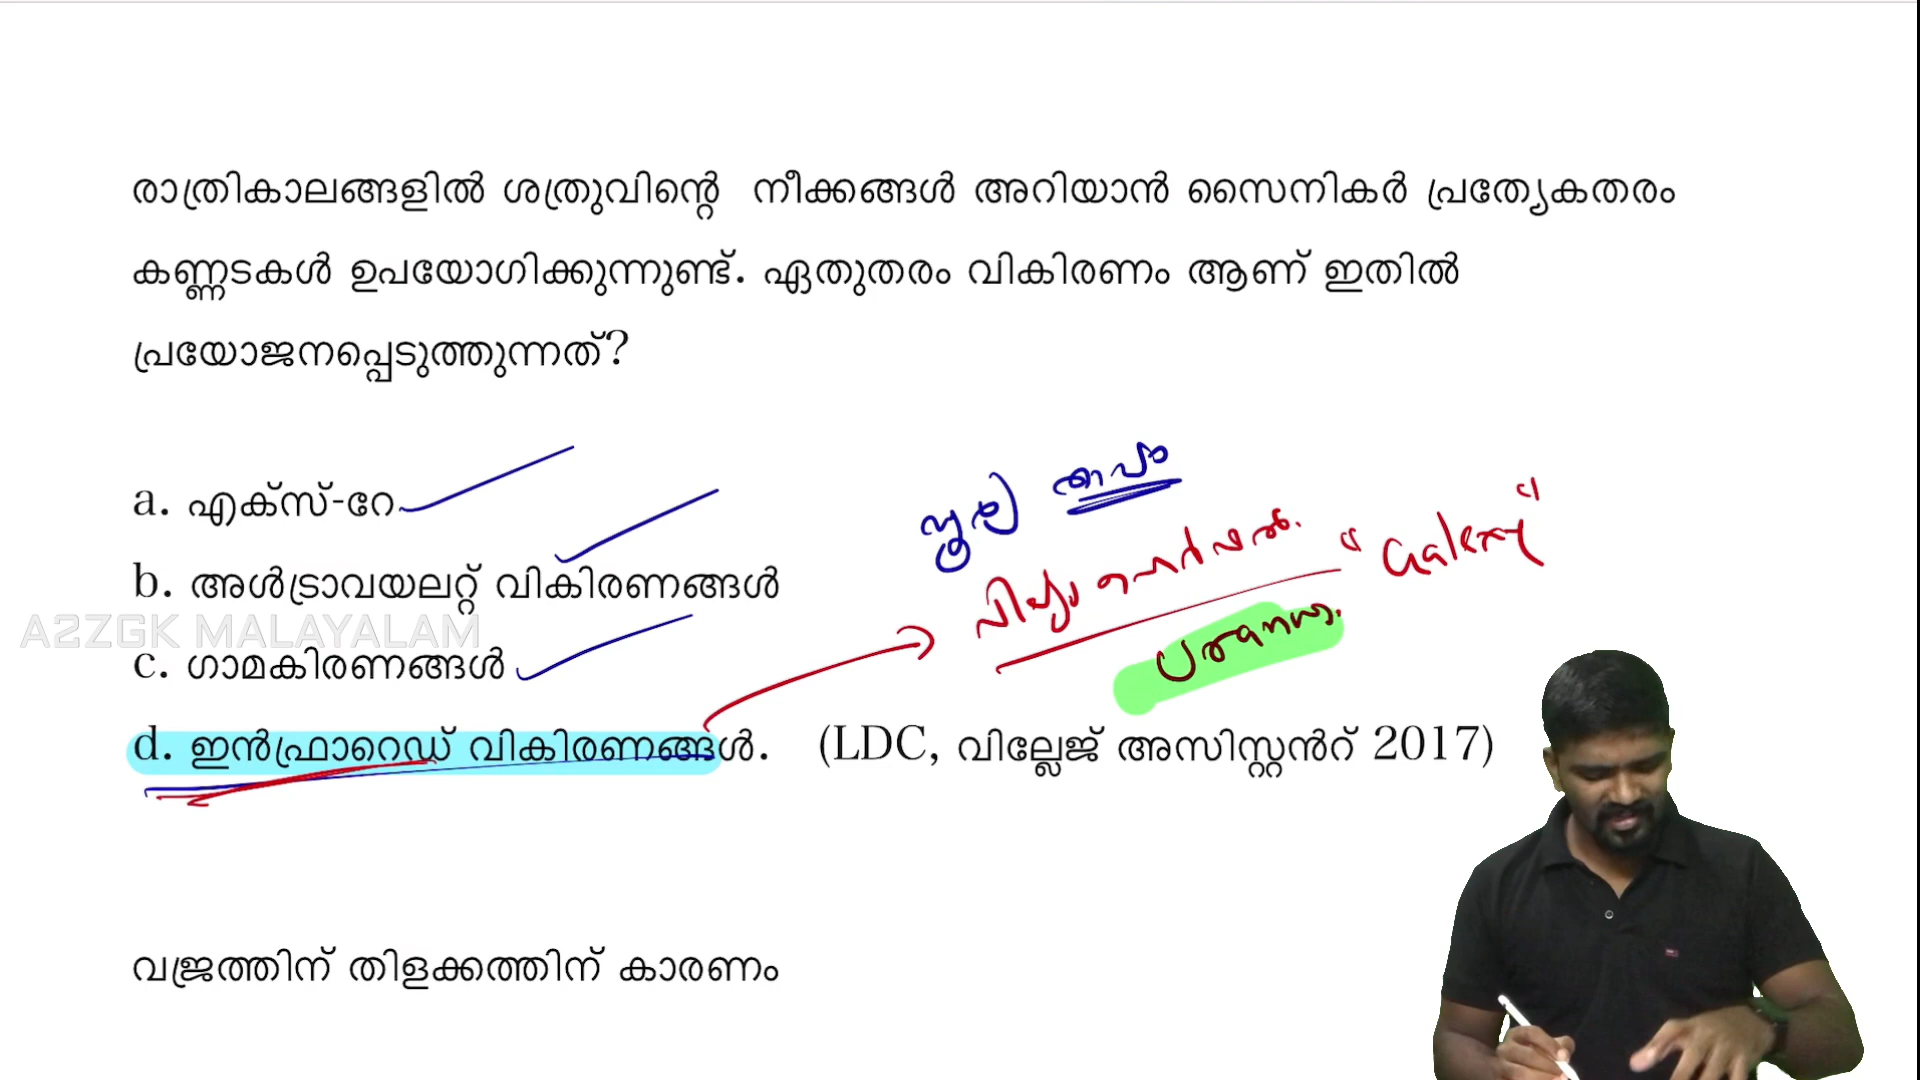 രാത്രികാലങ്ങളിൽ ശത്രുവിന്റെ നീക്കങ്ങൾ അറിയാൻ സൈനികർ പ്രത്യേകതരം
കണ്ണടകൾ ഉപയോഗിക്കുന്നുണ്ട്. ഏതുതരം വികിരണം ആണ് ഇതിൽ
പ്രയോജനപ്പെടുത്തുന്നത്?
a. എക്സ്-റേ
b. അൾട്രാവയലറ്റ് വികിരണങ്ങൾ
A2ZGK MALAYALAM
c. ഗാമകിരണങ്ങൾ
d. ഇൻഫ്രാറെഡ് വികിരണങ്ങൾ. (LDC, വില്ലേജ് അസിസ്റ്റൻറ് 2017)
വജ്രത്തിന് തിളക്കത്തിന് കാരണം